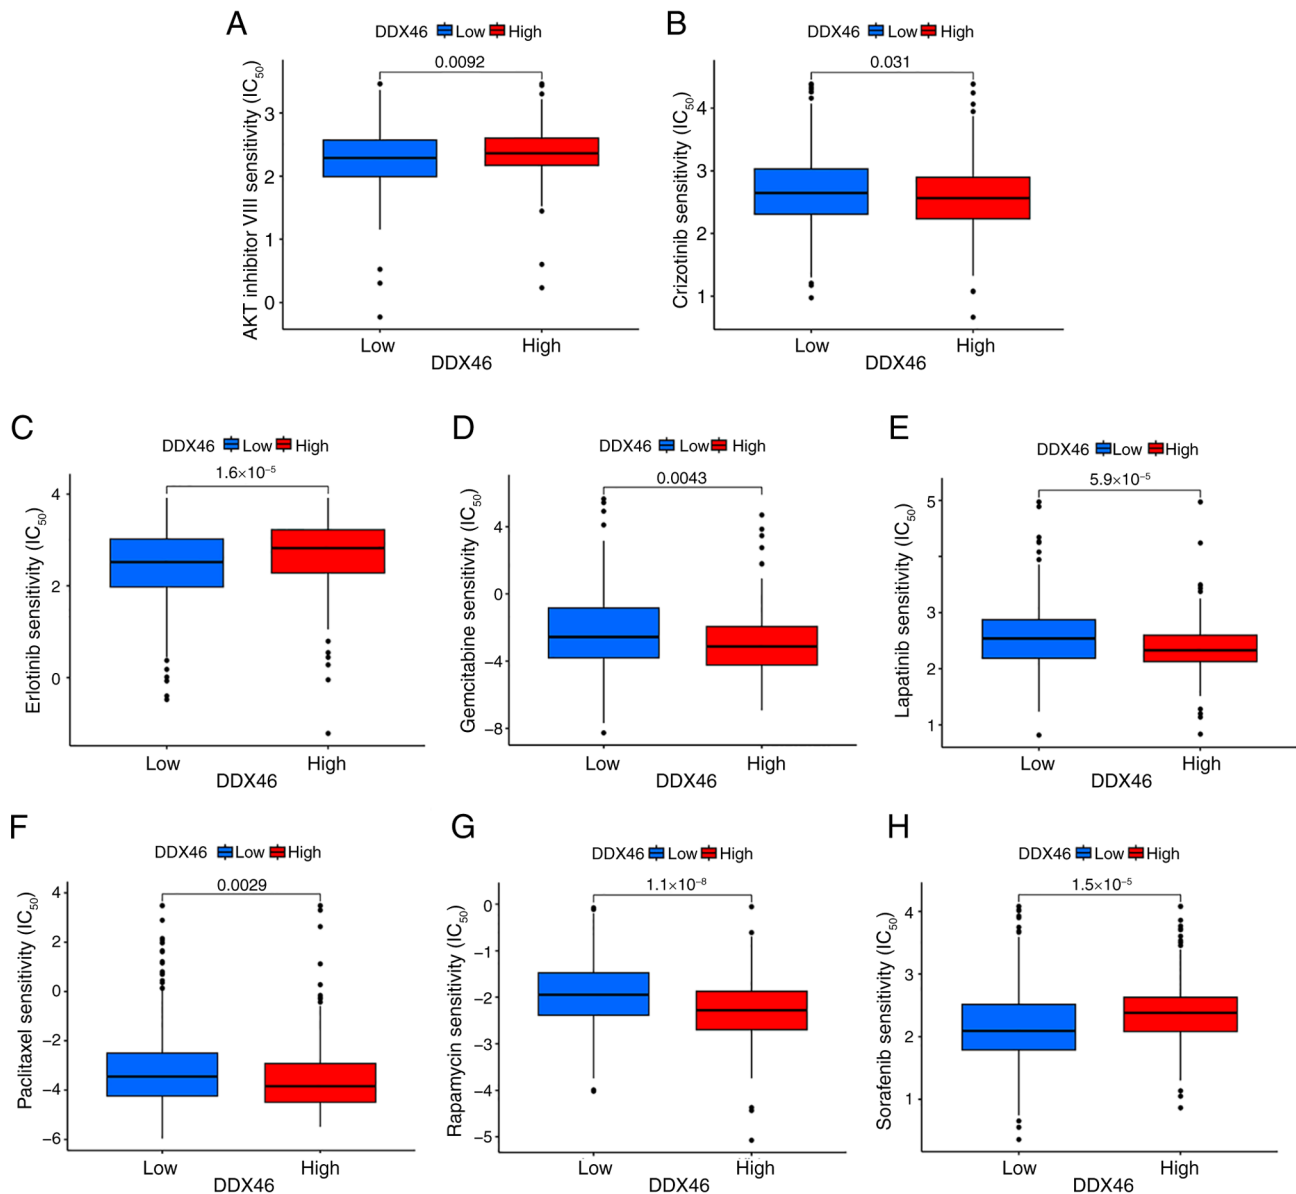 A
DDX46 Low High
0.0092
AKT inhibitor VIII sensitivity (IC50)
3
2
1
0
Low High
DDX46
B
DDX46 Low High
0.031
Crizotinib sensitivity (IC50)
4
3
2
1
Low High
DDX46
C
DDX46 Low High
1.6×10⁻⁵
Erlotinib sensitivity (IC50)
4
2
0
Low High
DDX46
D
DDX46 Low High
0.0043
Gemcitabine sensitivity (IC50)
4
0
−4
−8
Low High
DDX46
E
DDX46 Low High
5.9×10⁻⁵
Lapatinib sensitivity (IC50)
5
3
2
1
Low High
DDX46
F
DDX46 Low High
0.0029
Paclitaxel sensitivity (IC50)
4
2
0
−2
−4
−6
Low High
DDX46
G
DDX46 Low High
1.1×10⁻⁸
Rapamycin sensitivity (IC50)
0
−1
−2
−3
−4
−5
Low High
DDX46
H
DDX46 Low High
1.5×10⁻⁵
Sorafenib sensitivity (IC50)
4
3
2
1
Low High
DDX46